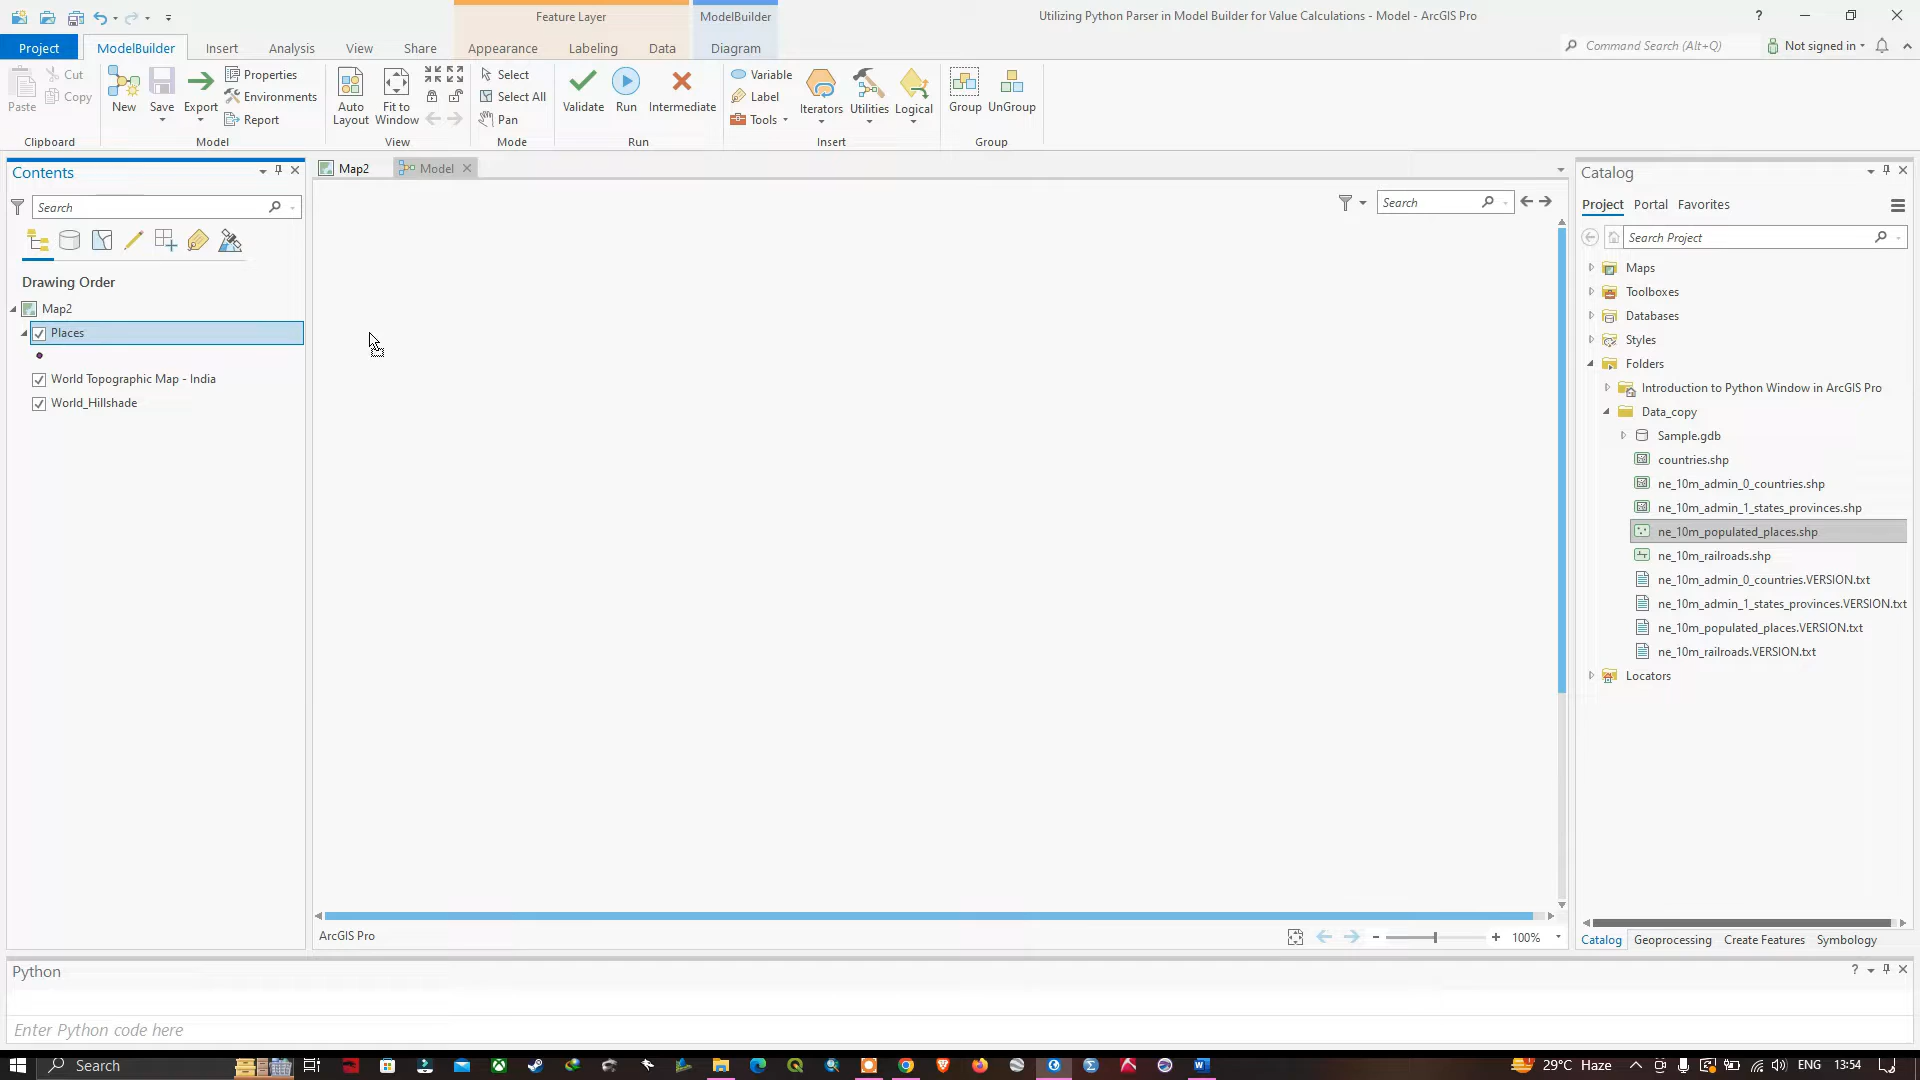 Feature Layer
ModelBuilder
Utilizing Python Parser in Model Builder for Value Calculations - Model - ArcGIS Pro
?
Project
ModelBuilder
Insert
Analysis
View
Share
Appearance
Labeling
Data
Diagram
Command Search (Alt+Q)
Not signed in
Paste
Cut
Copy
Clipboard
New
Save
Export
Properties
Environments
Report
Model
Auto Layout
Fit to Window
View
Select
Select All
Pan
Mode
Validate
Run
Intermediate
Run
Variable
Label
Tools
Iterators
Utilities
Logical
Insert
Group
UnGroup
Group
Contents
Search
Drawing Order
Map2
Places
World Topographic Map - India
World_Hillshade
Map2
Model
Search
ArcGIS Pro
100%
Catalog
Project
Portal
Favorites
Search Project
Maps
Toolboxes
Databases
Styles
Folders
Introduction to Python Window in ArcGIS Pro
Data_copy
Sample.gdb
countries.shp
ne_10m_admin_0_countries.shp
ne_10m_admin_1_states_provinces.shp
ne_10m_populated_places.shp
ne_10m_railroads.shp
ne_10m_admin_0_countries.VERSION.txt
ne_10m_admin_1_states_provinces.VERSION.txt
ne_10m_populated_places.VERSION.txt
ne_10m_railroads.VERSION.txt
Locators
Catalog
Geoprocessing
Create Features
Symbology
Python
?
Enter Python code here
Search
29°C Haze
ENG
13:54